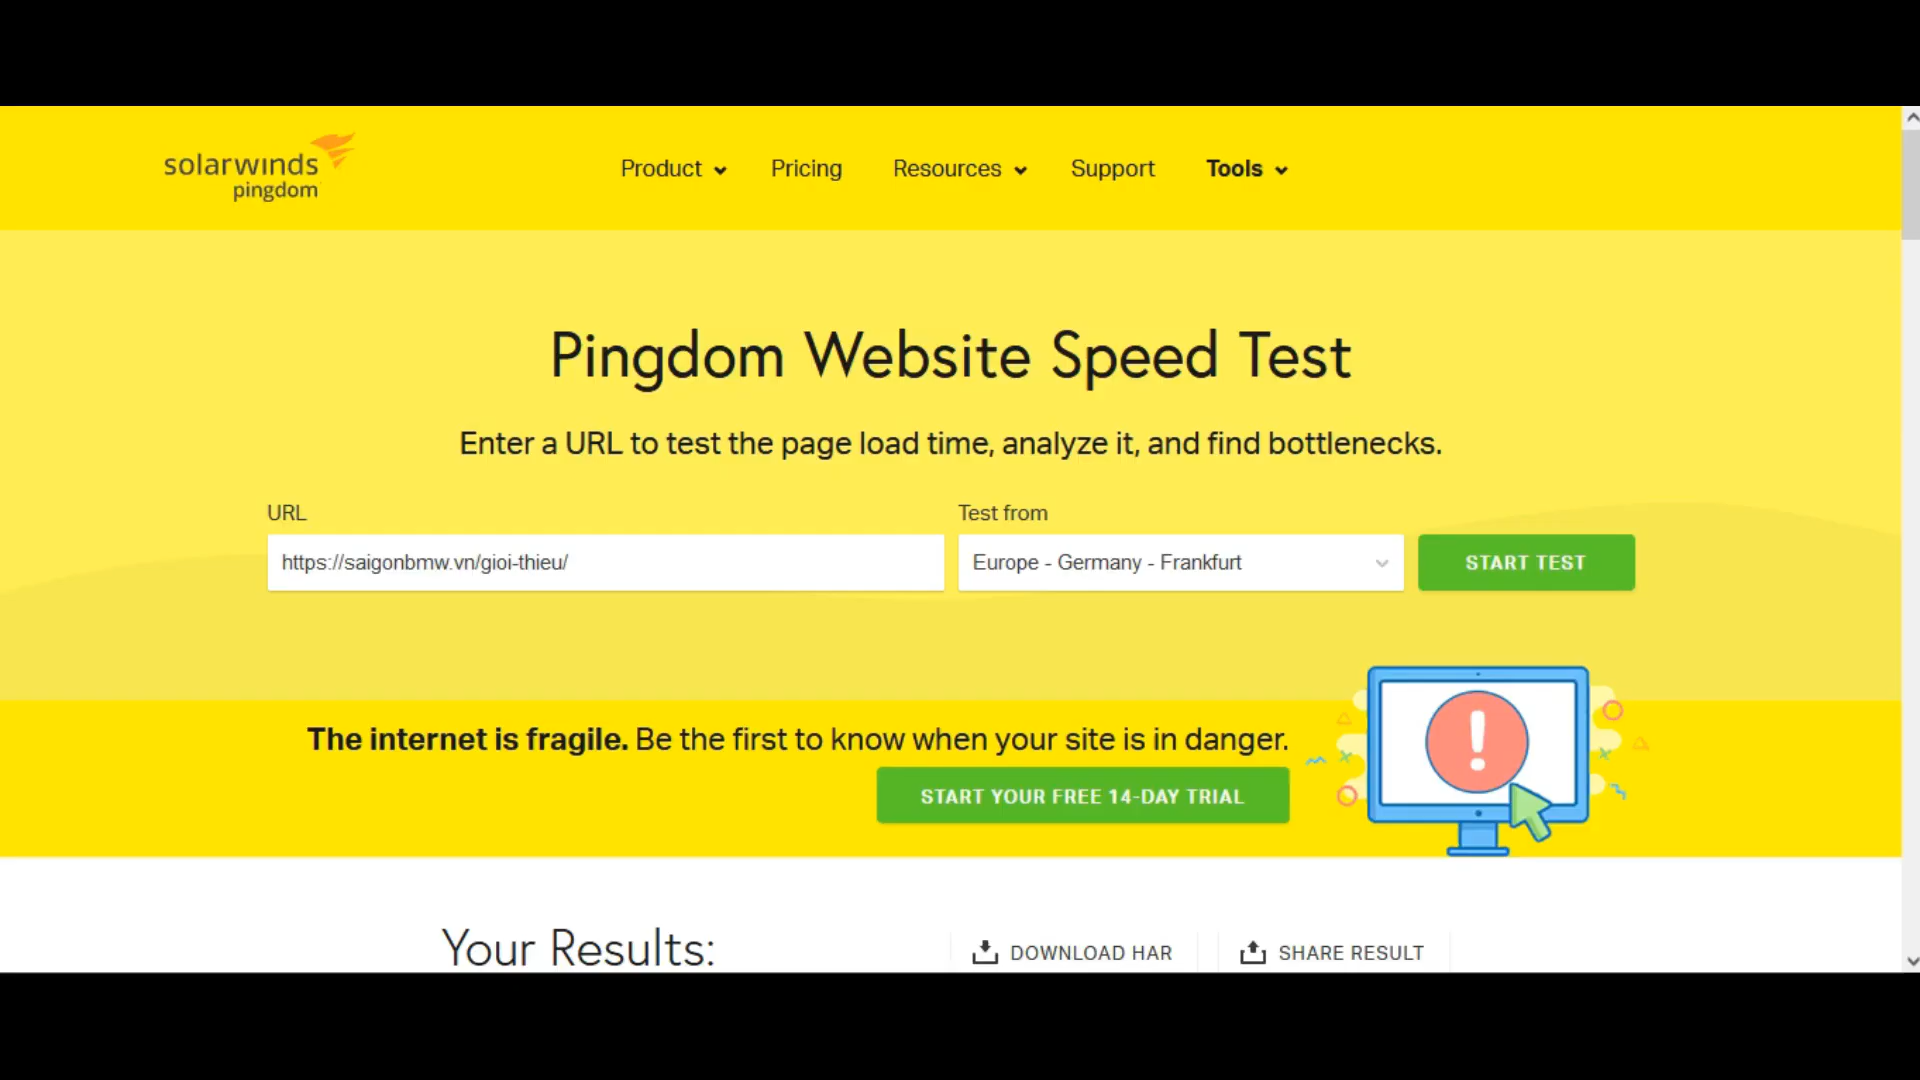 solarwinds
pingdom
Product
Pricing
Resources
Support
Tools
Pingdom Website Speed Test
Enter a URL to test the page load time, analyze it, and find bottlenecks.
URL
Test from
https://saigonbmw.vn/gioi-thieu/
Europe - Germany - Frankfurt
START TEST
The internet is fragile. Be the first to know when your site is in danger.
START YOUR FREE 14-DAY TRIAL
!
Your Results:
DOWNLOAD HAR
SHARE RESULT